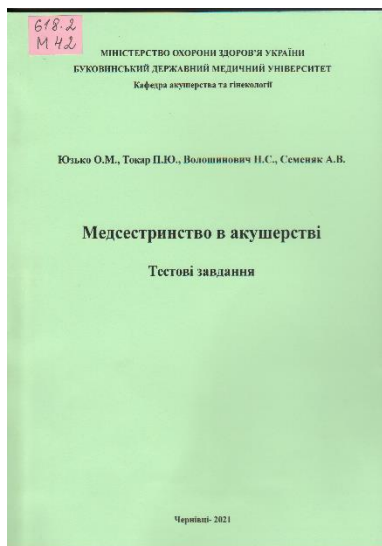 618.2
М 42
МІНІСТЕРСТВО ОХОРОНИ ЗДОРОВ'Я УКРАЇНИ
БУКОВИНСЬКИЙ ДЕРЖАВНИЙ МЕДИЧНИЙ УНІВЕРСИТЕТ
Кафедра акушерства та гінекології
Юзько О.М., Токар П.Ю., Волошинович Н.С., Семеняк А.В.
Медсестринство в акушерстві
Тестові завдання
Чернівці- 2021